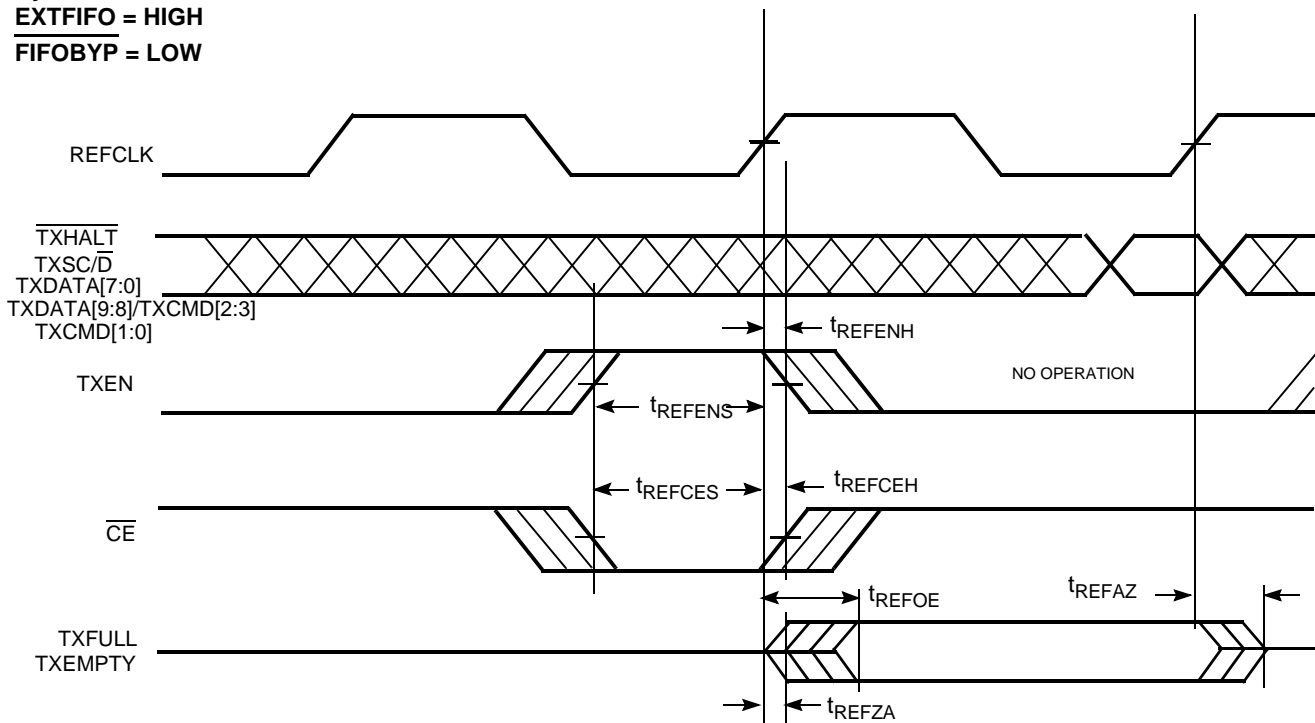 EXTFIFO = HIGH
FIFOBYP = LOW
REFCLK
TXHALT
TXSC/D
TXDATA[7:0]
TXDATA[9:8]/TXCMD[2:3]
TXCMD[1:0]
tREFENH
TXEN
NO OPERATION
tREFENS
tREFCES
tREFCEH
CE
tREFOE
tREFAZ
TXFULL
TXEMPTY
tREFZA